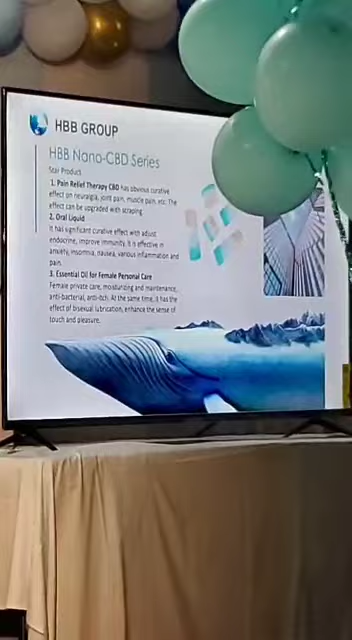 HBB GROUP
HBB Nano-CBD Series
Star Product
1. Pain Relief Therapy CBD has obvious curative
effect on neuralgia, joint pain, muscle pain, etc. The
effect can be upgraded with scraping
2. Oral Liquid
It has significant curative effect with adjust
endocrine, improve immunity. It is effective in
anxiety, insomnia, nausea, various inflammation and
pain.
3. Essential Oil for Female Personal Care
Female private care, moisturizing and maintenance,
anti-bacterial, anti-itch. At the same time, it has the
effect of bisexual lubrication, enhance the sense of
touch and pleasure.